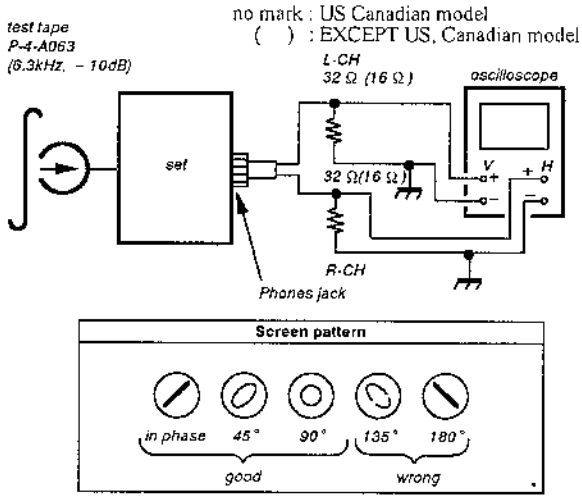 no mark : US Canadian model
(     ) : EXCEPT US, Canadian model
test tape
P-4-A063
(6.3kHz, − 10dB)
L-CH
32 Ω (16 Ω)
oscilloscope
set
V
+
−
+ H
−
32 Ω(16 Ω)
R-CH
Phones jack
Screen pattern
in phase 45° 90° 135° 180°
good wrong